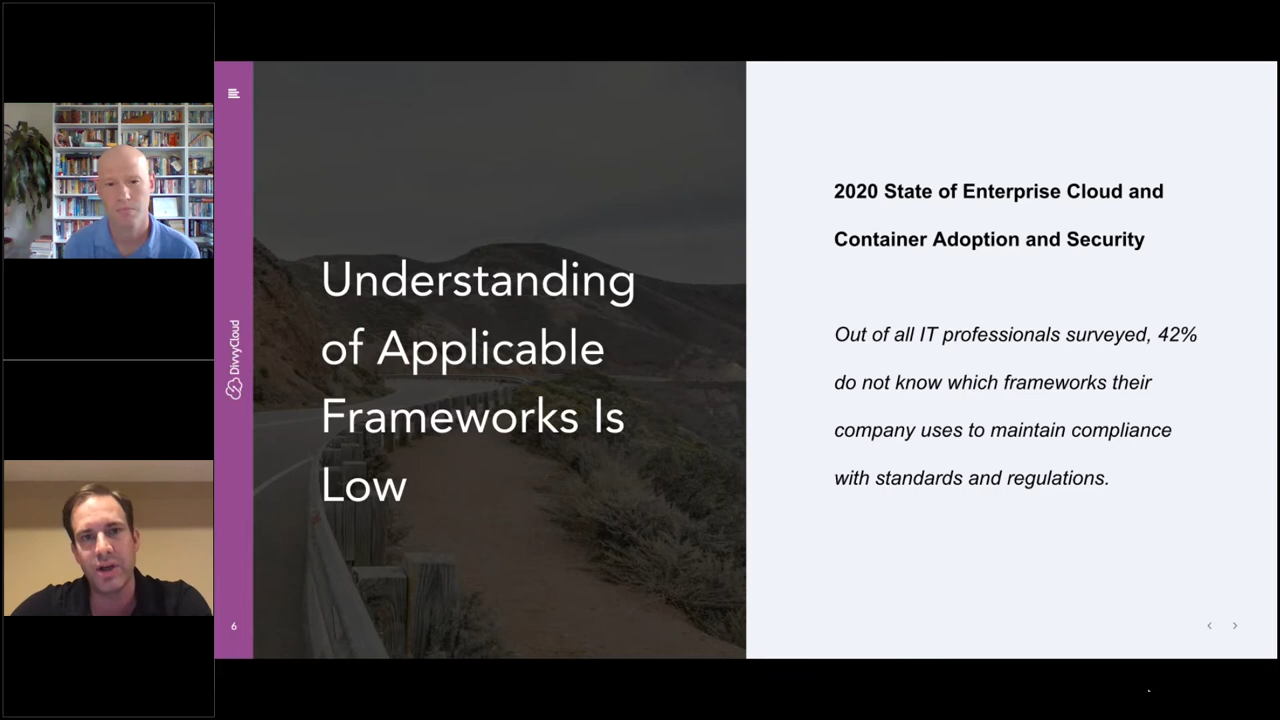 Understanding
of Applicable
Frameworks Is
Low
2020 State of Enterprise Cloud and
Container Adoption and Security
Out of all IT professionals surveyed, 42%
do not know which frameworks their
company uses to maintain compliance
with standards and regulations.
DivvyCloud
6